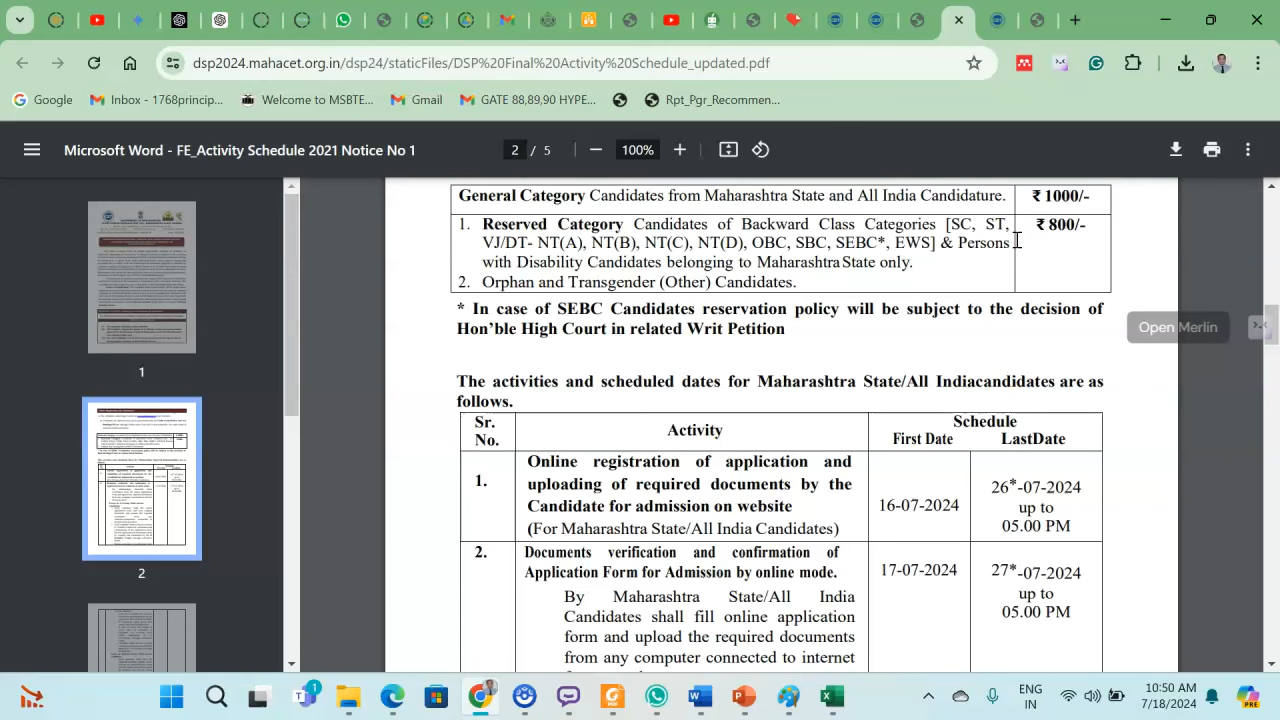 dsp2024.mahacet.org.in/dsp24/staticFiles/DSP%20Final%20Activity%20Schedule_updated.pdf
Google
Inbox - 1768princip...
Welcome to MSBTE...
Gmail
GATE 88,89,90 HYPE...
Rpt_Pgr_Recommen...
Microsoft Word - FE_Activity Schedule 2021 Notice No 1
2 / 5
100%
General Category Candidates from Maharashtra State and All India Candidature.
₹ 1000/-
1. Reserved Category Candidates of Backward Class Categories [SC, ST,
VJ/DT- NT(A), NT(B), NT(C), NT(D), OBC, SBC, SEBC*, EWS] & Persons
with Disability Candidates belonging to Maharashtra State only.
2. Orphan and Transgender (Other) Candidates.
₹ 800/-
* In case of SEBC Candidates reservation policy will be subject to the decision of
Hon’ble High Court in related Writ Petition
Open Merlin
The activities and scheduled dates for Maharashtra State/All Indiacandidates are as
follows.
Sr.
No.
Activity
Schedule
First Date
LastDate
1.
Online registration of application and
uploading of required documents by the
Candidate for admission on website
(For Maharashtra State/All India Candidates)
16-07-2024
26*-07-2024
up to
05.00 PM
2.
Documents verification and confirmation of
Application Form for Admission by online mode.
By Maharashtra State/All India
Candidates shall fill online application
form and upload the required documents
from any computer connected to internet
17-07-2024
27*-07-2024
up to
05.00 PM
1
2
ENG
IN
10:50 AM
7/18/2024
PRE